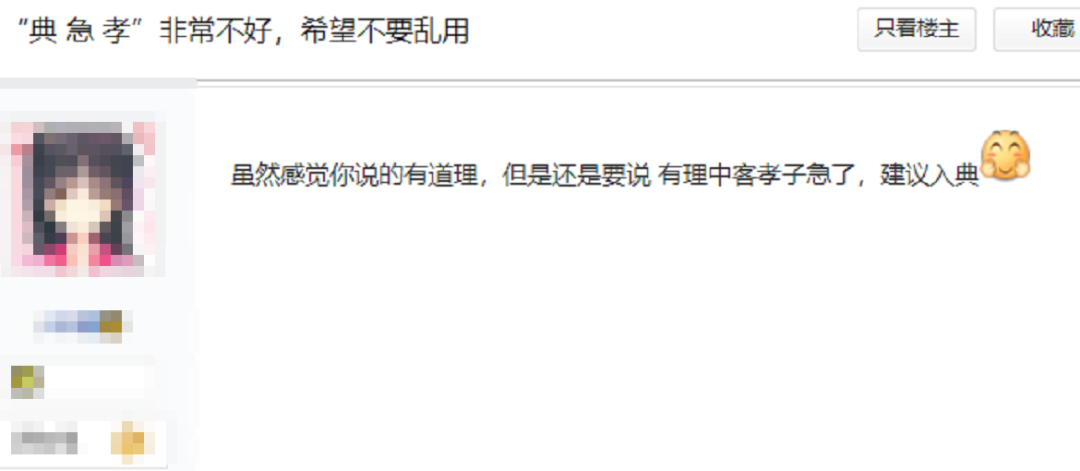 “典 急 孝”非常不好，希望不要乱用
只看楼主
收藏
虽然感觉你说的有道理，但是还是要说 有理中客孝子急了，建议入典